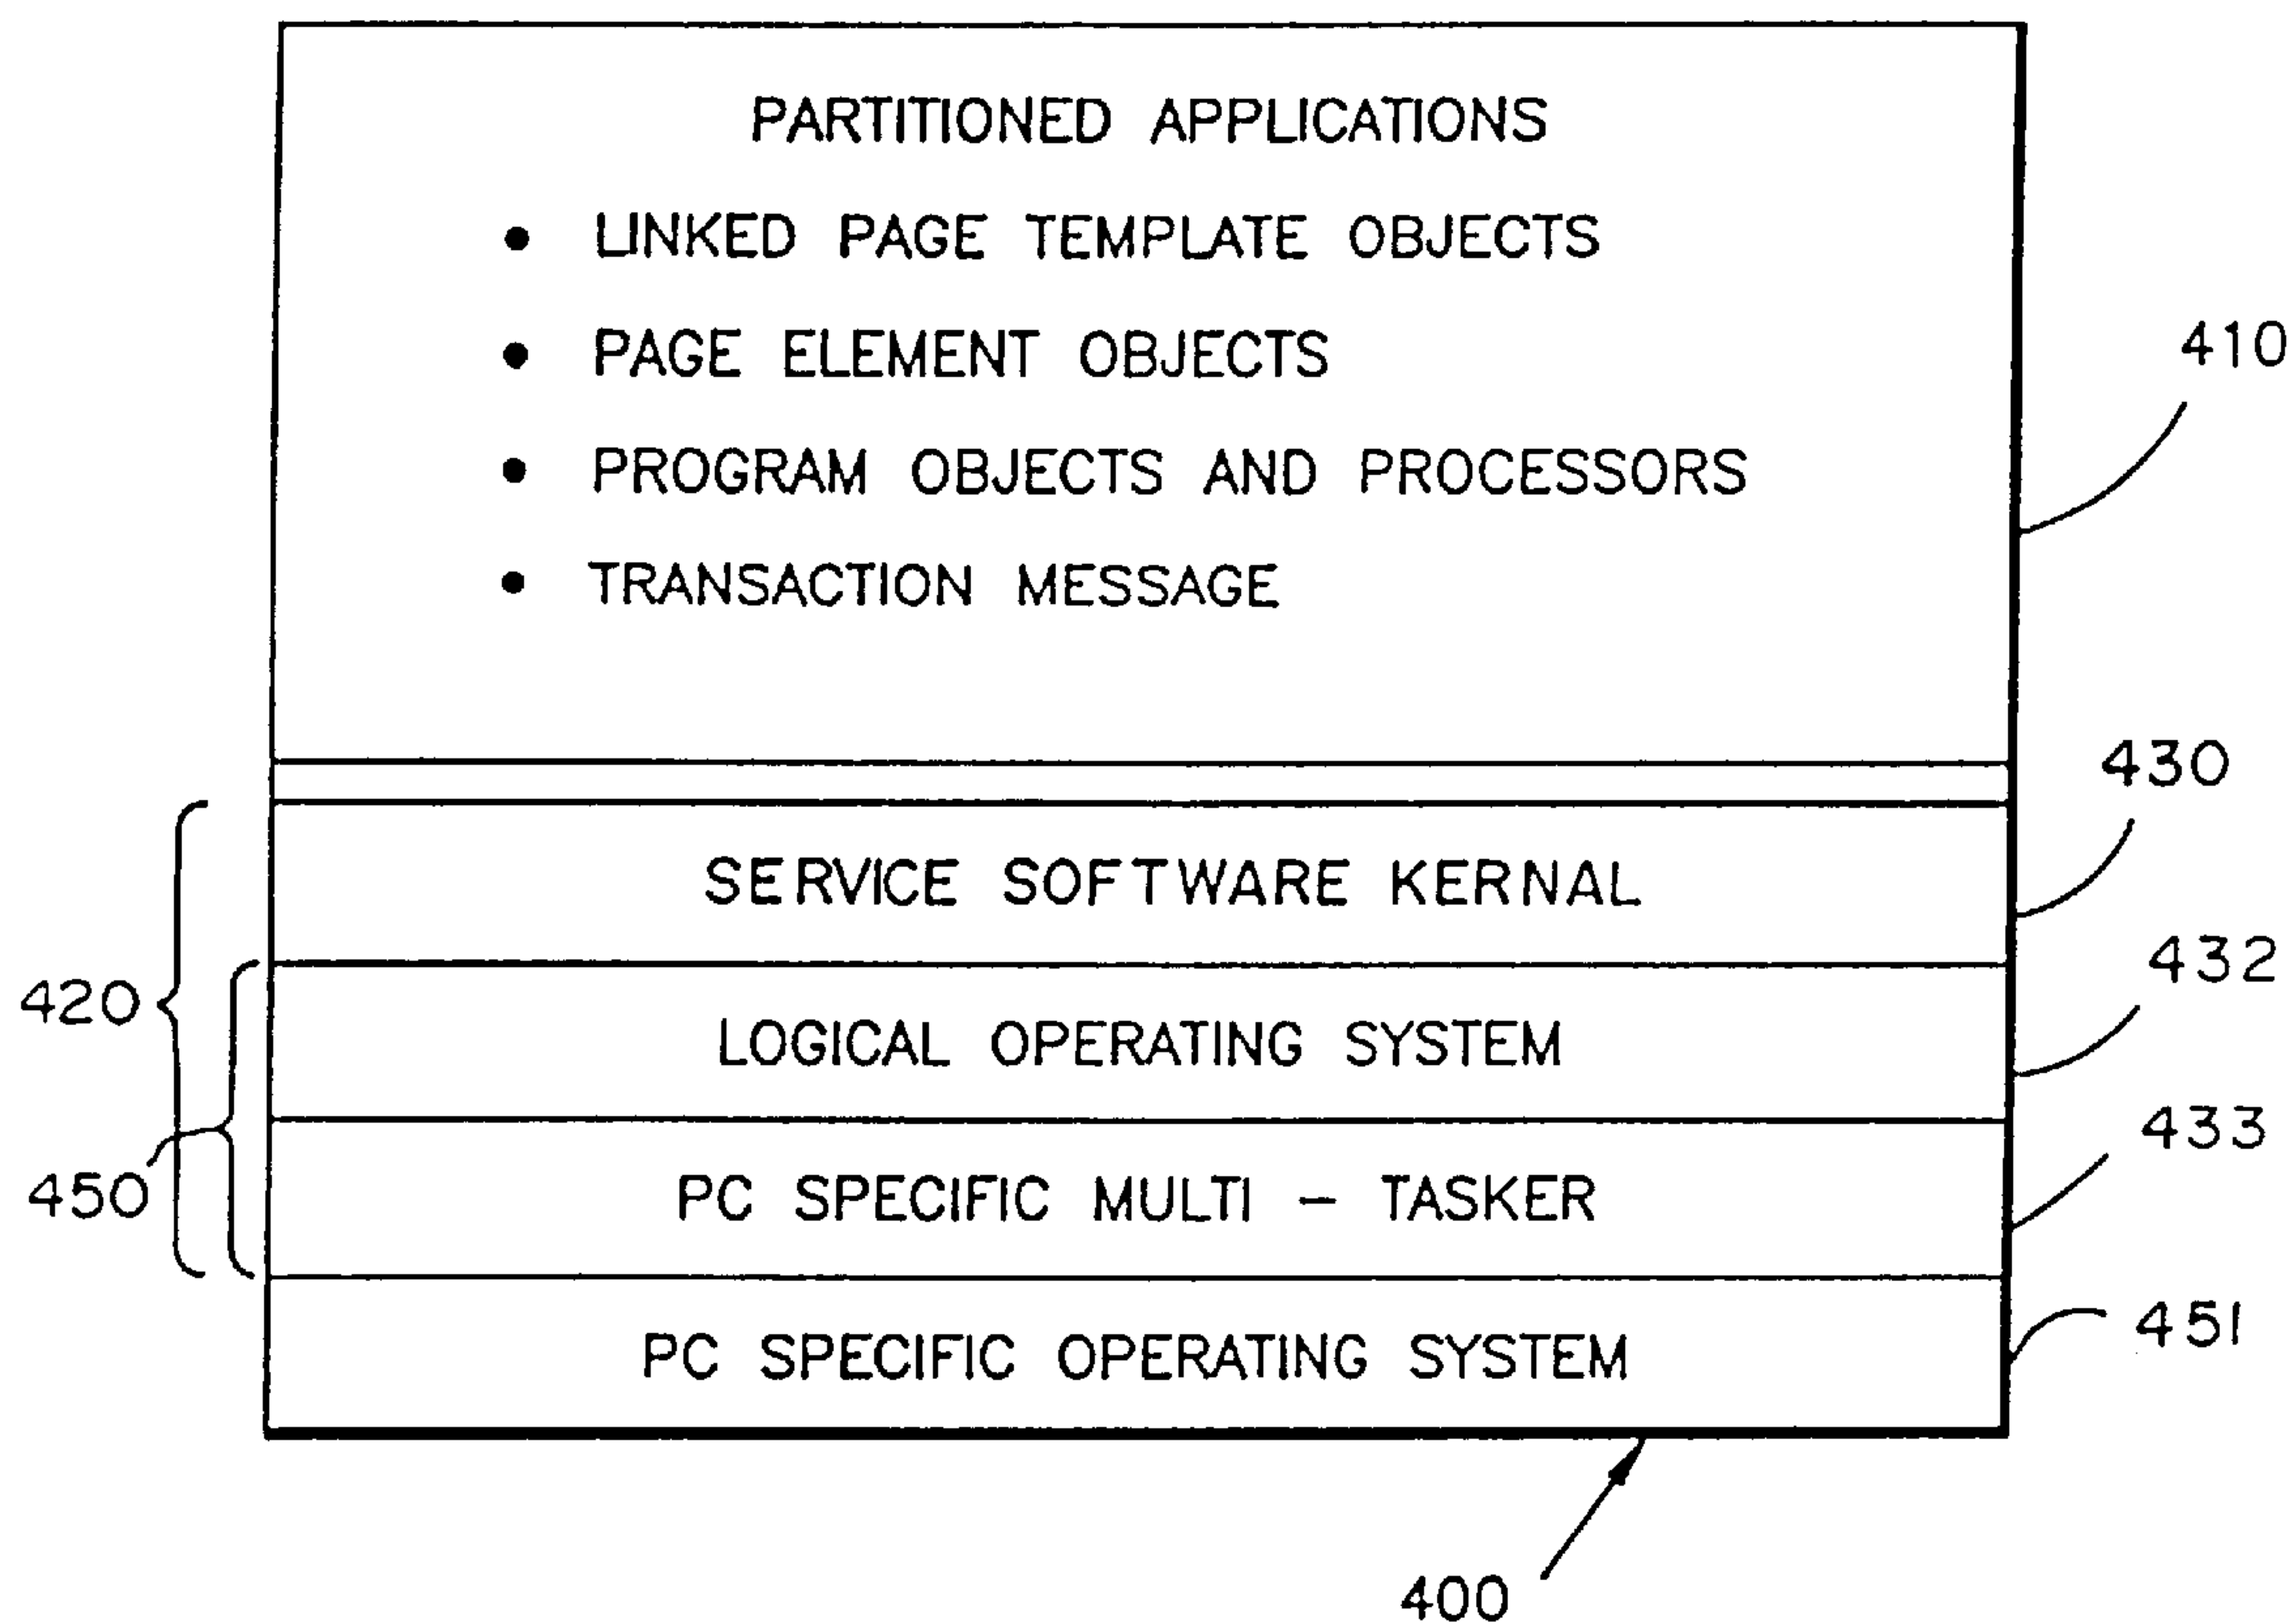 PARTITIONED APPLICATIONS
• LINKED PAGE TEMPLATE OBJECTS
• PAGE ELEMENT OBJECTS
• PROGRAM OBJECTS AND PROCESSORS
• TRANSACTION MESSAGE
410
430
SERVICE SOFTWARE KERNAL
432
420
LOGICAL OPERATING SYSTEM
433
450
PC SPECIFIC MULTI - TASKER
451
PC SPECIFIC OPERATING SYSTEM
400